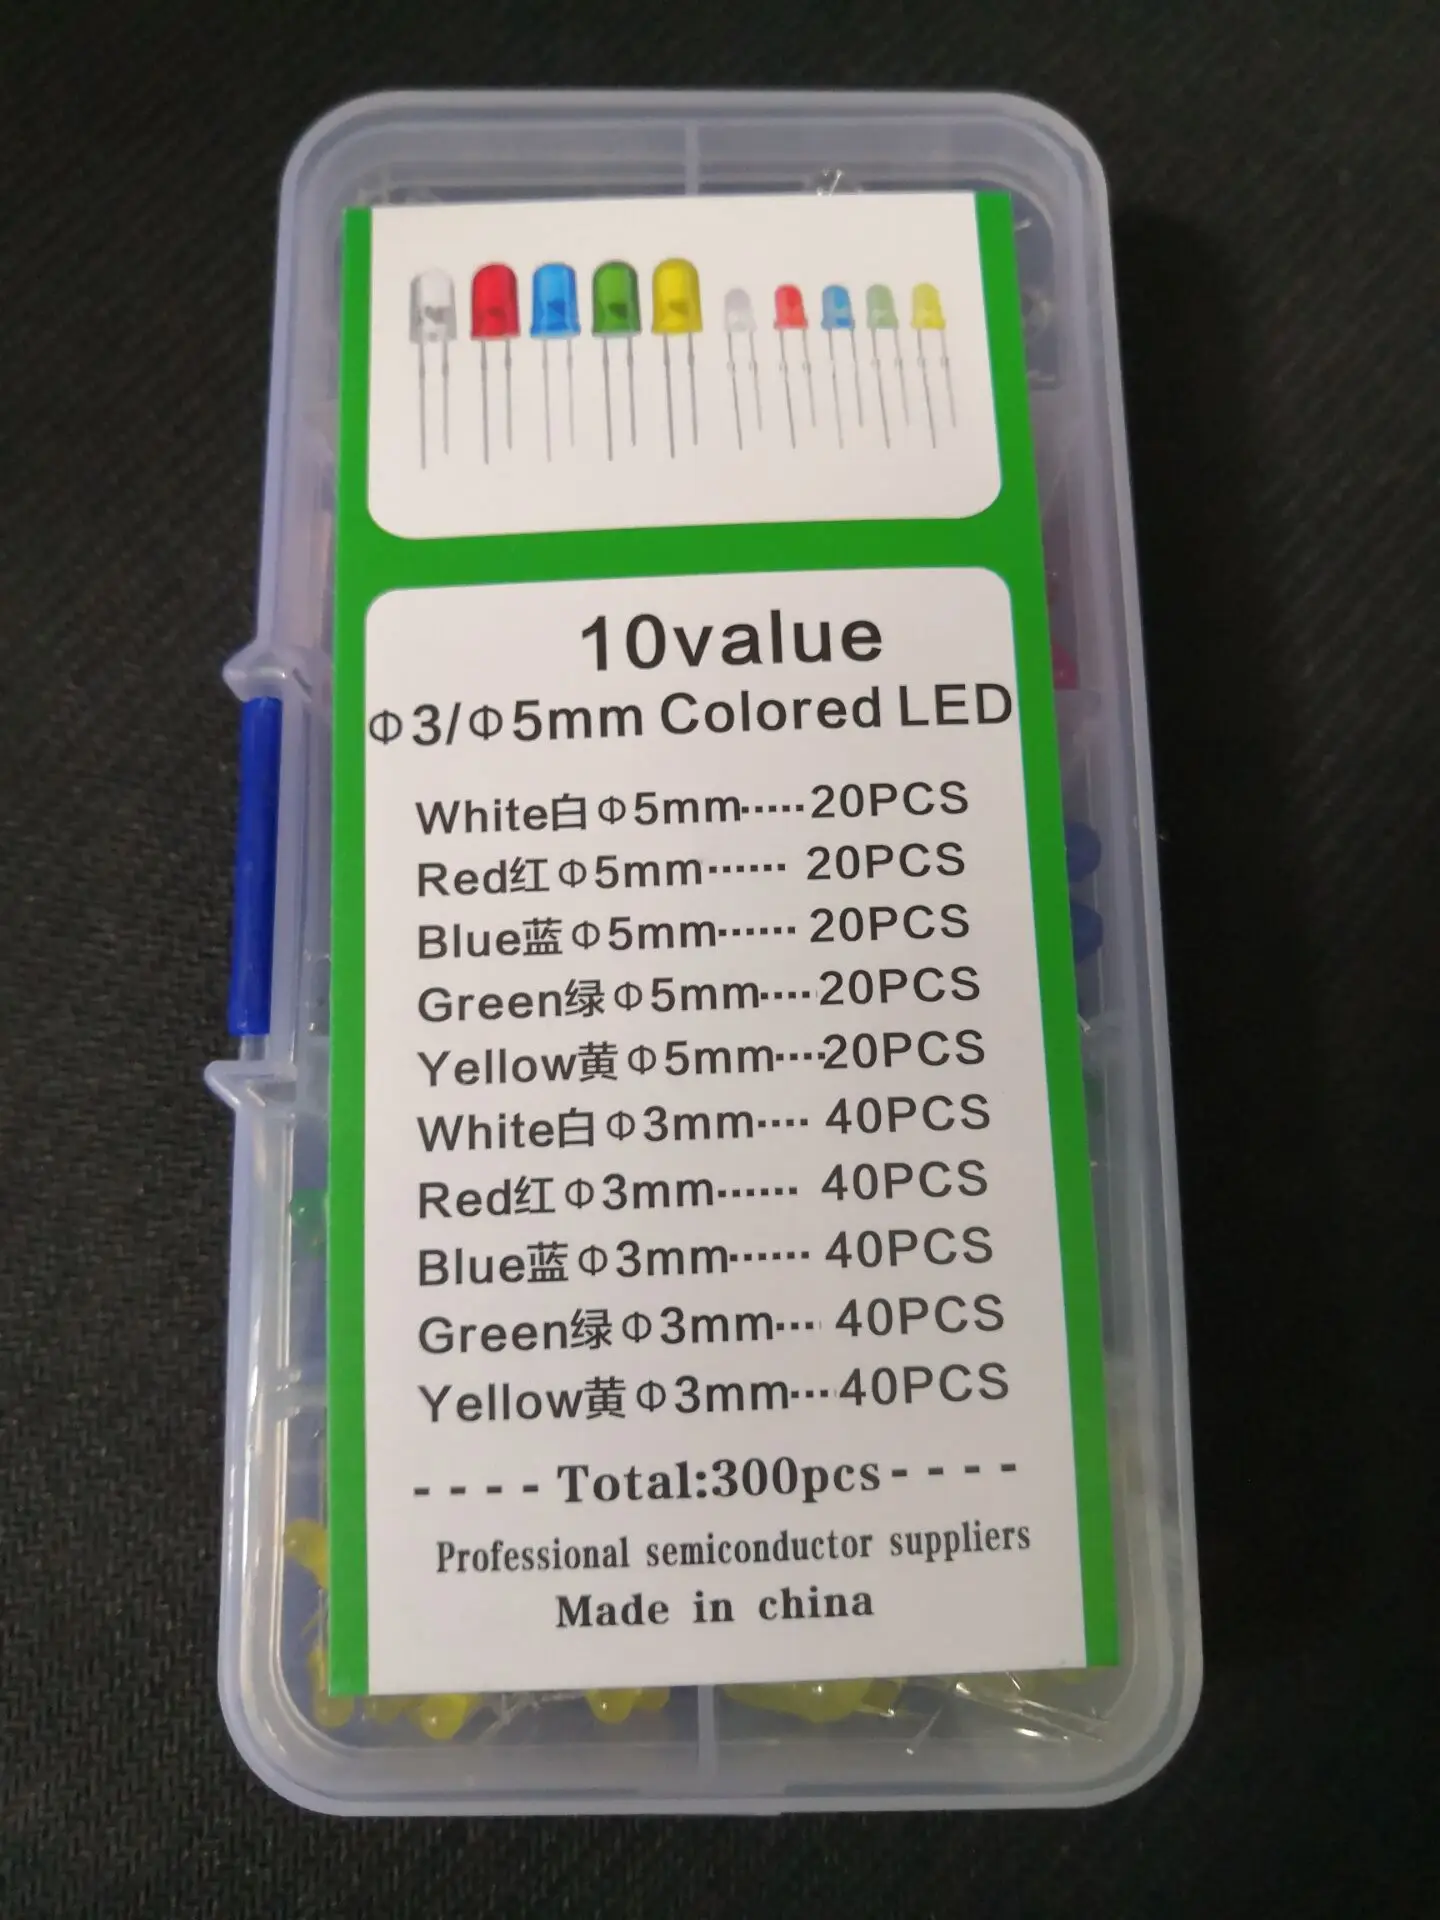 10value
Φ3/Φ5mm Colored LED
White白Φ5mm·····20PCS
Red红Φ5mm······ 20PCS
Blue蓝Φ5mm······ 20PCS
Green绿Φ5mm····20PCS
Yellow黄Φ5mm····20PCS
White白Φ3mm···· 40PCS
Red红Φ3mm······ 40PCS
Blue蓝Φ3mm······ 40PCS
Green绿Φ3mm··· 40PCS
Yellow黄Φ3mm···40PCS
----Total:300pcs----
Professional semiconductor suppliers
Made in china